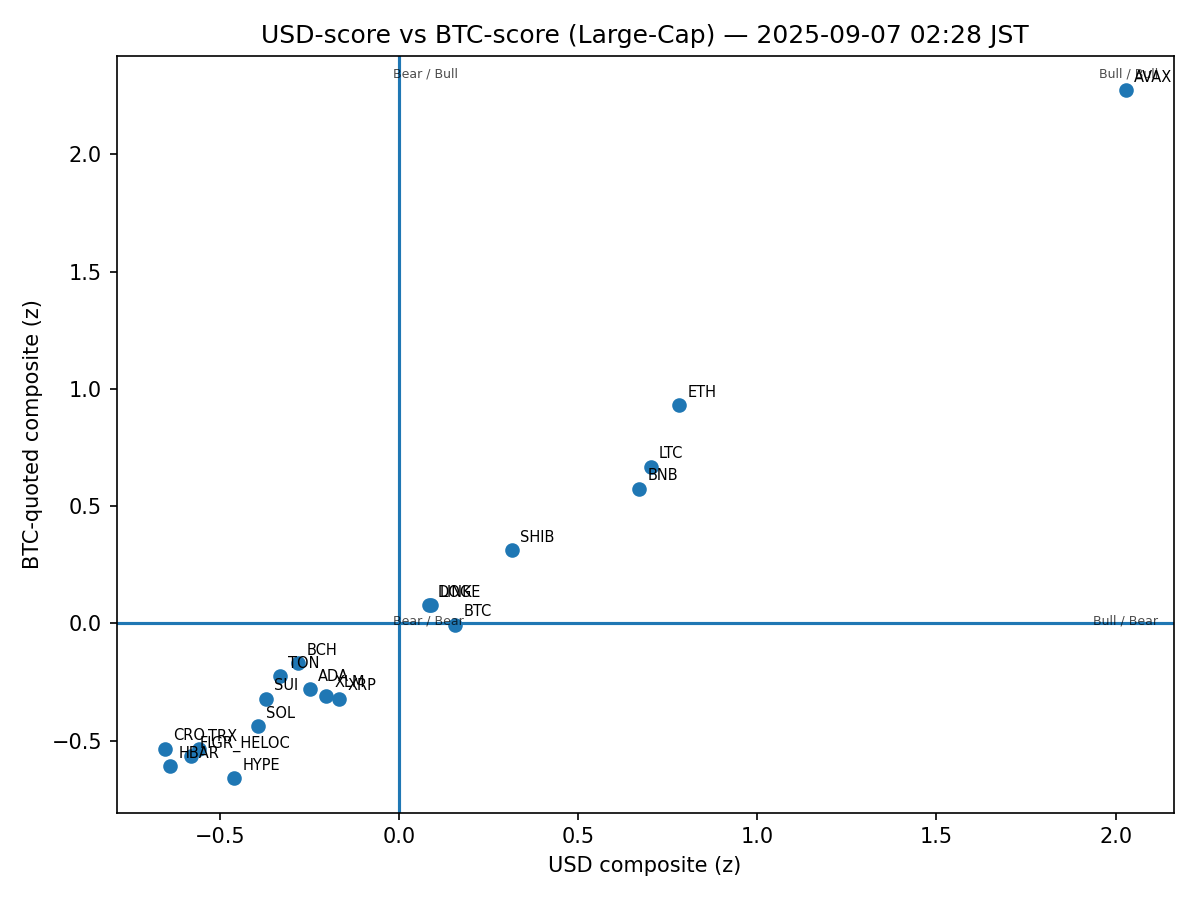 USD-score vs BTC-score (Large-Cap) — 2025-09-07 02:28 JST
Bear / Bull
Bull / Bull
AVAX
2.0
1.5
ETH
1.0
LTC
BNB
0.5
SHIB
LINK
DOGE
BTC
0.0
Bear / Bear
Bull / Bear
BCH
TON
ADA
XLM
XRP
SUI
SOL
CRO
TRX
FIGR_HELOC
HBAR
−0.5
HYPE
−0.5
0.0
0.5
1.0
1.5
2.0
USD composite (z)
BTC-quoted composite (z)